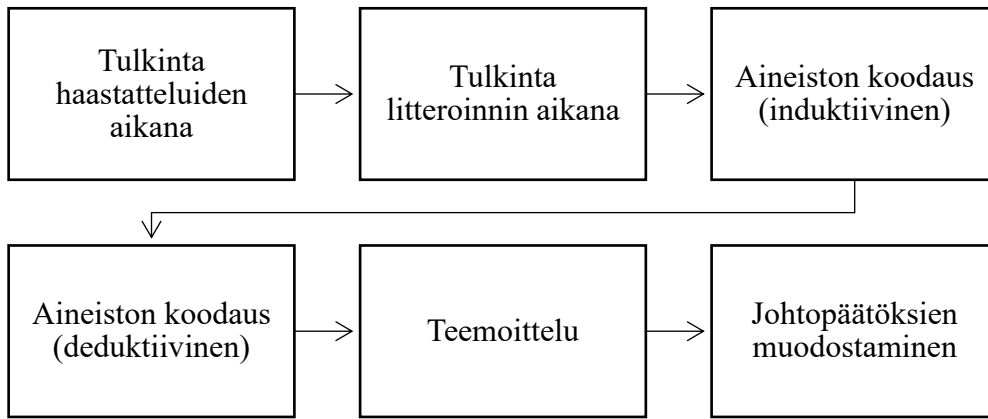 Tulkinta
haastatteluiden
aikana
Tulkinta
litteroinnin aikana
Aineiston koodaus
(induktiivinen)
Aineiston koodaus
(deduktiivinen)
Teemoittelu
Johtopäätöksien
muodostaminen